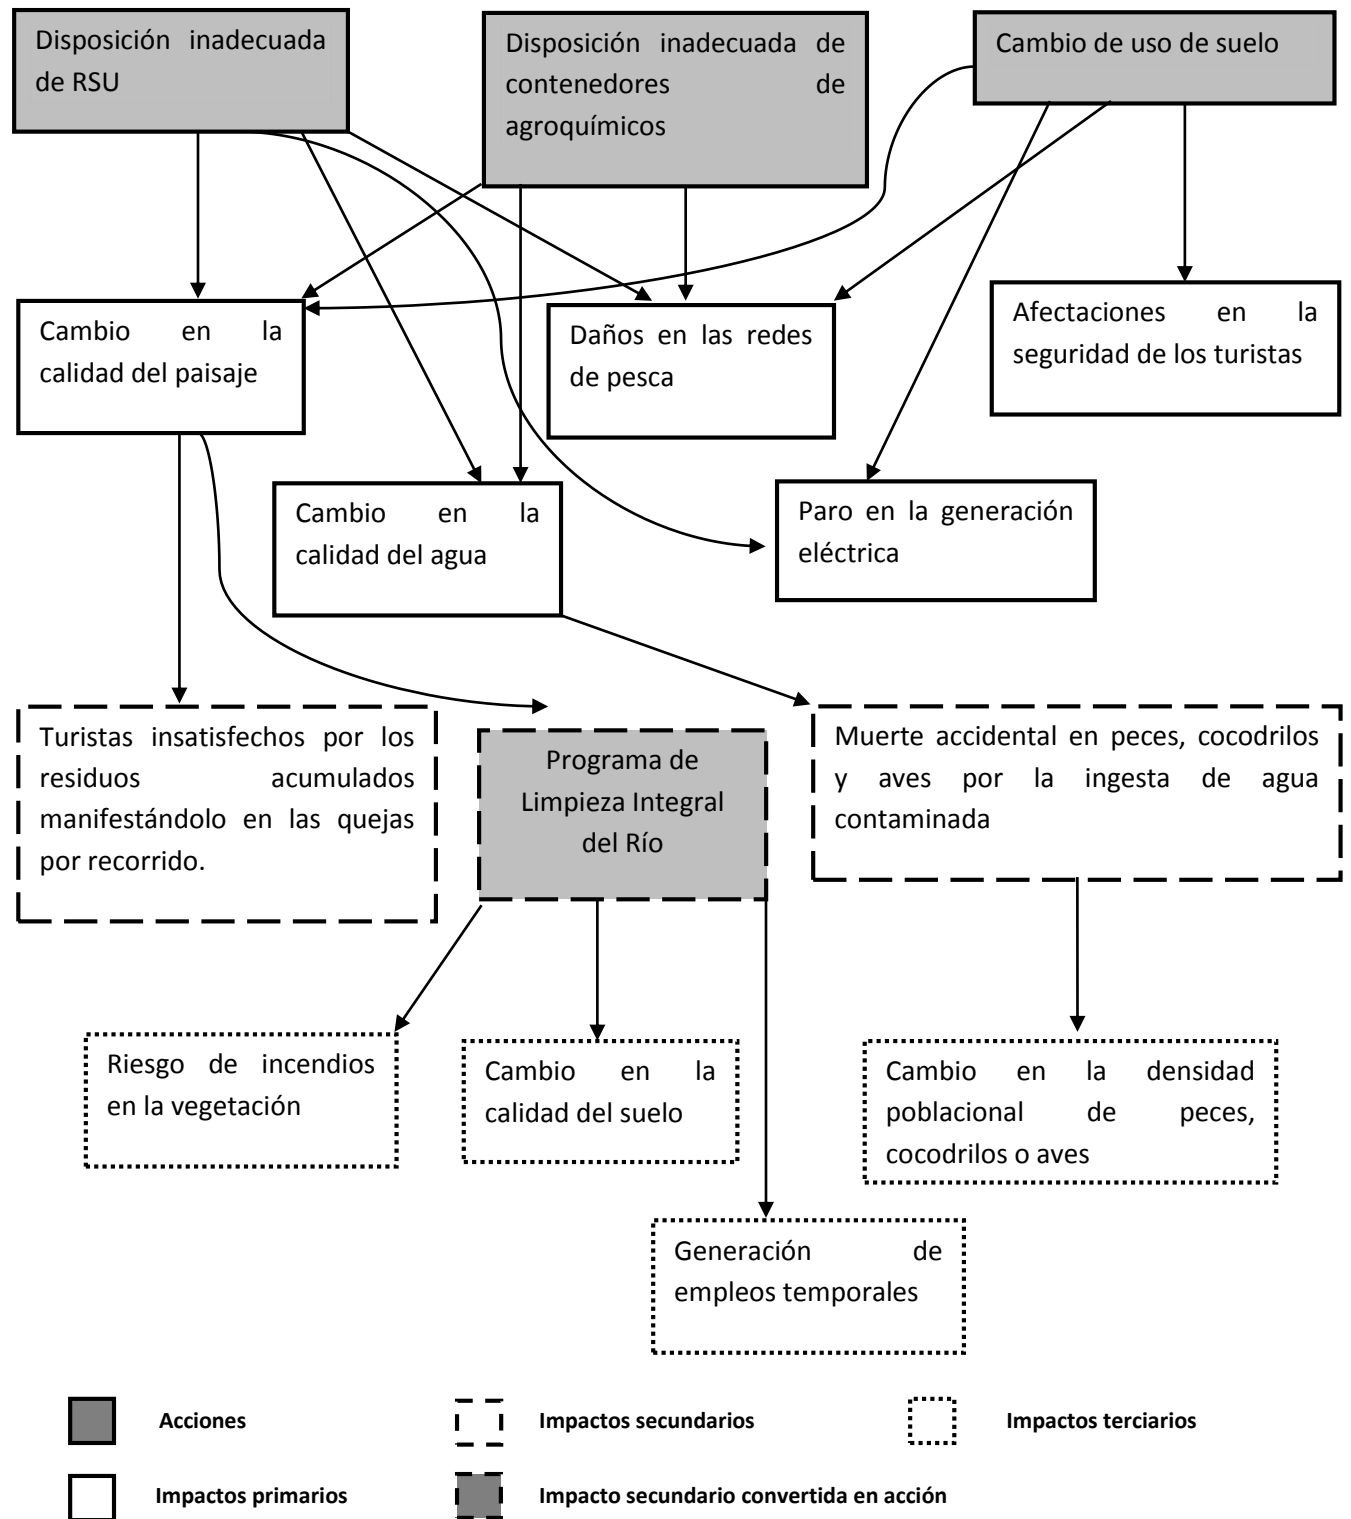 Disposición inadecuada
de RSU
Disposición inadecuada de
contenedores de
agroquímicos
Cambio de uso de suelo
Cambio en la
calidad del paisaje
Daños en las redes
de pesca
Afectaciones en la
seguridad de los turistas
Cambio en la
calidad del agua
Paro en la generación
eléctrica
Turistas insatisfechos por los
residuos acumulados
manifestándolo en las quejas
por recorrido.
Programa de
Limpieza Integral
del Río
Muerte accidental en peces, cocodrilos
y aves por la ingesta de agua
contaminada
Riesgo de incendios
en la vegetación
Cambio en la
calidad del suelo
Cambio en la densidad
poblacional de peces,
cocodrilos o aves
Generación de
empleos temporales
Acciones
Impactos secundarios
Impactos terciarios
Impactos primarios
Impacto secundario convertida en acción